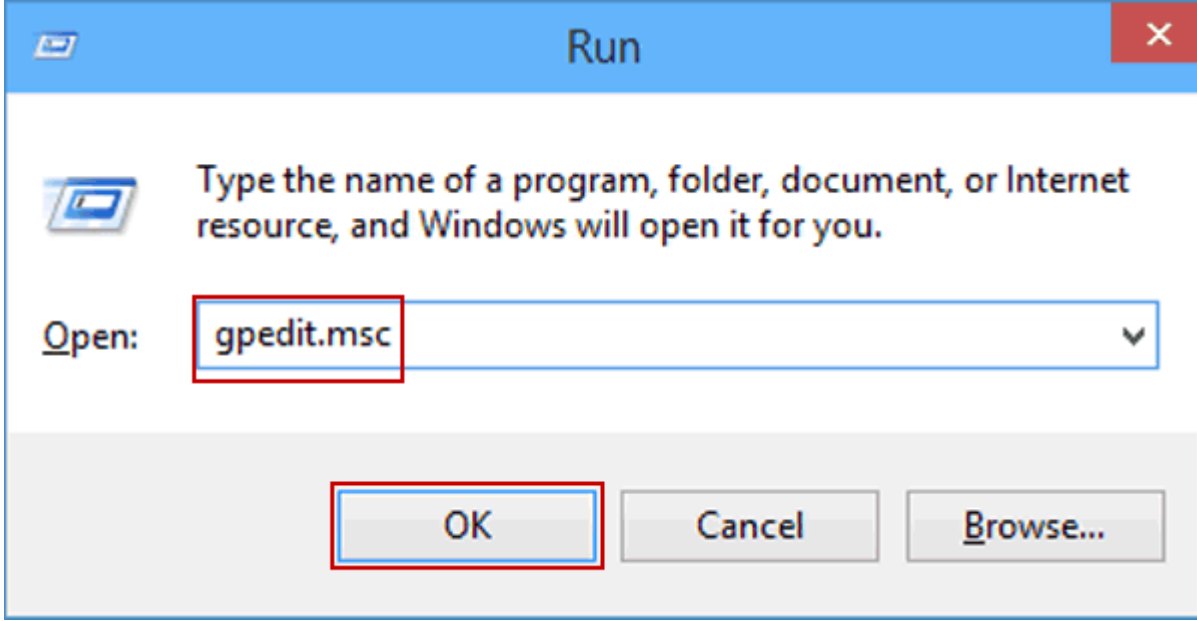 Run
Type the name of a program, folder, document, or Internet
resource, and Windows will open it for you.
Open: gpedit.msc
OK Cancel Browse...